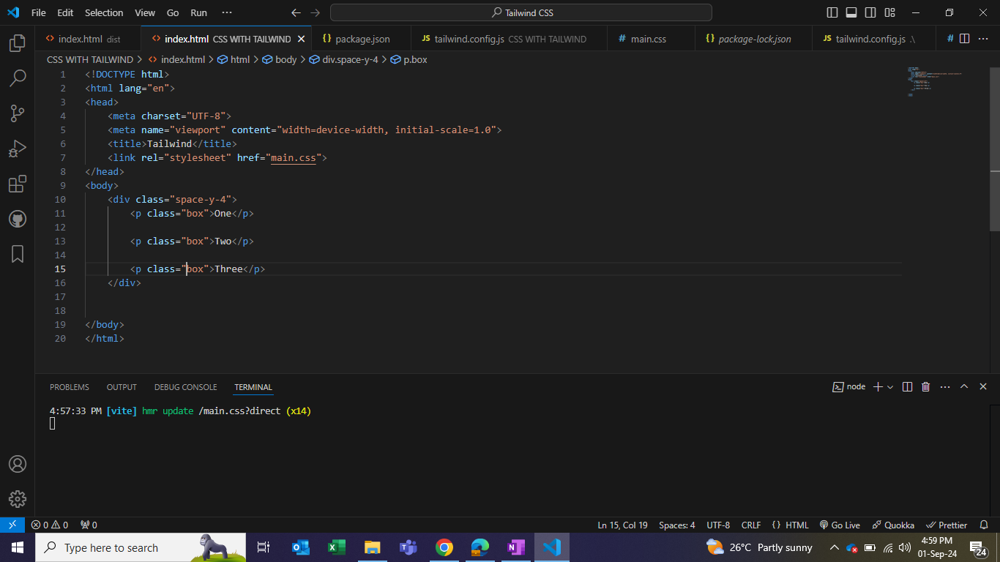 File Edit Selection View Go Run ··· Tailwind CSS
index.html dist index.html CSS WITH TAILWIND package.json tailwind.config.js CSS WITH TAILWIND main.css package-lock.json tailwind.config.js .\
CSS WITH TAILWIND > index.html > html > body > div.space-y-4 > p.box
1 <!DOCTYPE html>
2 <html lang="en">
3 <head>
4 <meta charset="UTF-8">
5 <meta name="viewport" content="width=device-width, initial-scale=1.0">
6 <title>Tailwind</title>
7 <link rel="stylesheet" href="main.css">
8 </head>
9 <body>
10 <div class="space-y-4">
11 <p class="box">One</p>
12
13 <p class="box">Two</p>
14
15 <p class="box">Three</p>
16 </div>
17
18
19 </body>
20 </html>
PROBLEMS OUTPUT DEBUG CONSOLE TERMINAL node
4:57:33 PM [vite] hmr update /main.css?direct (x14)
0 0 0 Ln 15, Col 19 Spaces: 4 UTF-8 CRLF {} HTML Go Live Quokka Prettier
Type here to search 26°C Partly sunny 4:59 PM
01-Sep-24 24